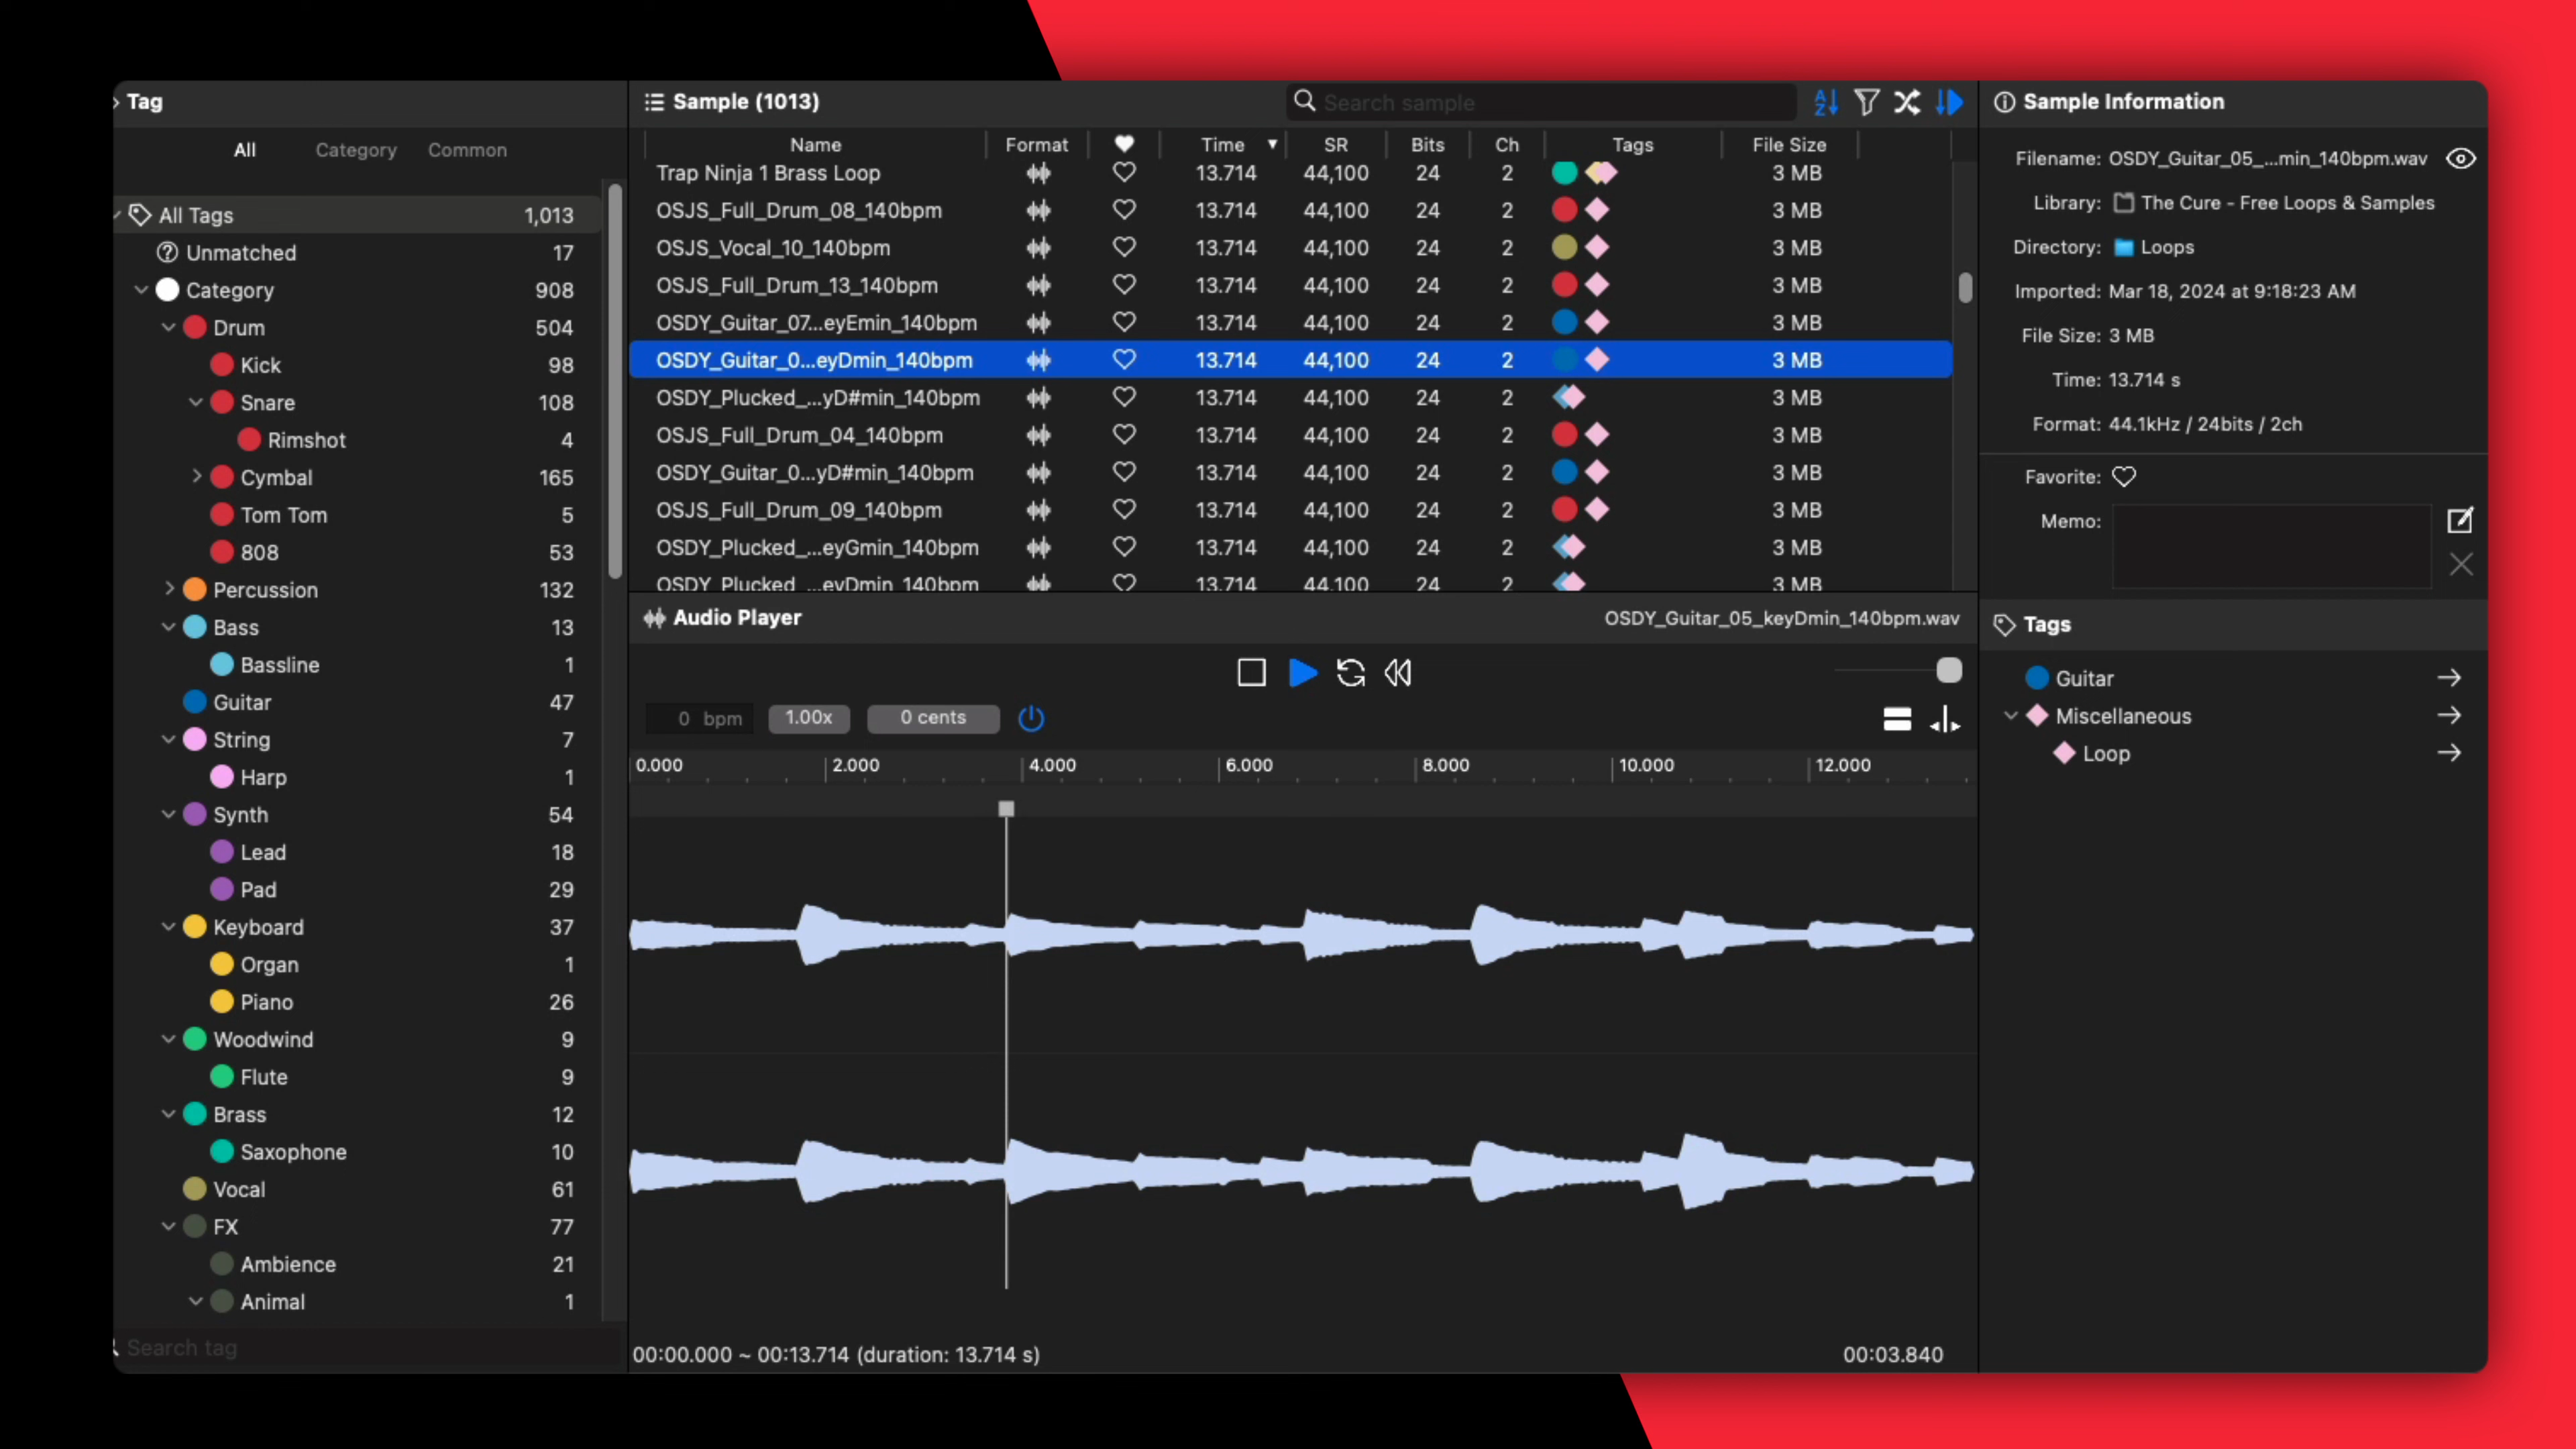 Tag
All Category Common
All Tags 1,013
Unmatched 17
Category 908
Drum 504
Kick 98
Snare 108
Rimshot 4
Cymbal 165
Tom Tom 5
808 53
Percussion 132
Bass 13
Bassline 1
Guitar 47
String 7
Harp 1
Synth 54
Lead 18
Pad 29
Keyboard 37
Organ 1
Piano 26
Woodwind 9
Flute 9
Brass 12
Saxophone 10
Vocal 61
FX 77
Ambience 21
Animal 1
Search tag
Sample (1013) Search sample
Name Format Time SR Bits Ch Tags File Size
Trap Ninja 1 Brass Loop 13.714 44,100 24 2 3 MB
OSJS_Full_Drum_08_140bpm 13.714 44,100 24 2 3 MB
OSJS_Vocal_10_140bpm 13.714 44,100 24 2 3 MB
OSJS_Full_Drum_13_140bpm 13.714 44,100 24 2 3 MB
OSDY_Guitar_07...eyEmin_140bpm 13.714 44,100 24 2 3 MB
OSDY_Guitar_0...eyDmin_140bpm 13.714 44,100 24 2 3 MB
OSDY_Plucked_...yD#min_140bpm 13.714 44,100 24 2 3 MB
OSJS_Full_Drum_04_140bpm 13.714 44,100 24 2 3 MB
OSDY_Guitar_0...yD#min_140bpm 13.714 44,100 24 2 3 MB
OSJS_Full_Drum_09_140bpm 13.714 44,100 24 2 3 MB
OSDY_Plucked_...eyGmin_140bpm 13.714 44,100 24 2 3 MB
OSDY_Plucked_...eyDmin_140bpm 13.714 44,100 24 2 3 MB
Audio Player OSDY_Guitar_05_keyDmin_140bpm.wav
0 bpm 1.00x 0 cents
0.000 2.000 4.000 6.000 8.000 10.000 12.000
00:00.000 ~ 00:13.714 (duration: 13.714 s) 00:03.840
Sample Information
Filename: OSDY_Guitar_05_...min_140bpm.wav
Library: The Cure - Free Loops & Samples
Directory: Loops
Imported: Mar 18, 2024 at 9:18:23 AM
File Size: 3 MB
Time: 13.714 s
Format: 44.1kHz / 24bits / 2ch
Favorite:
Memo:
Tags
Guitar
Miscellaneous
Loop